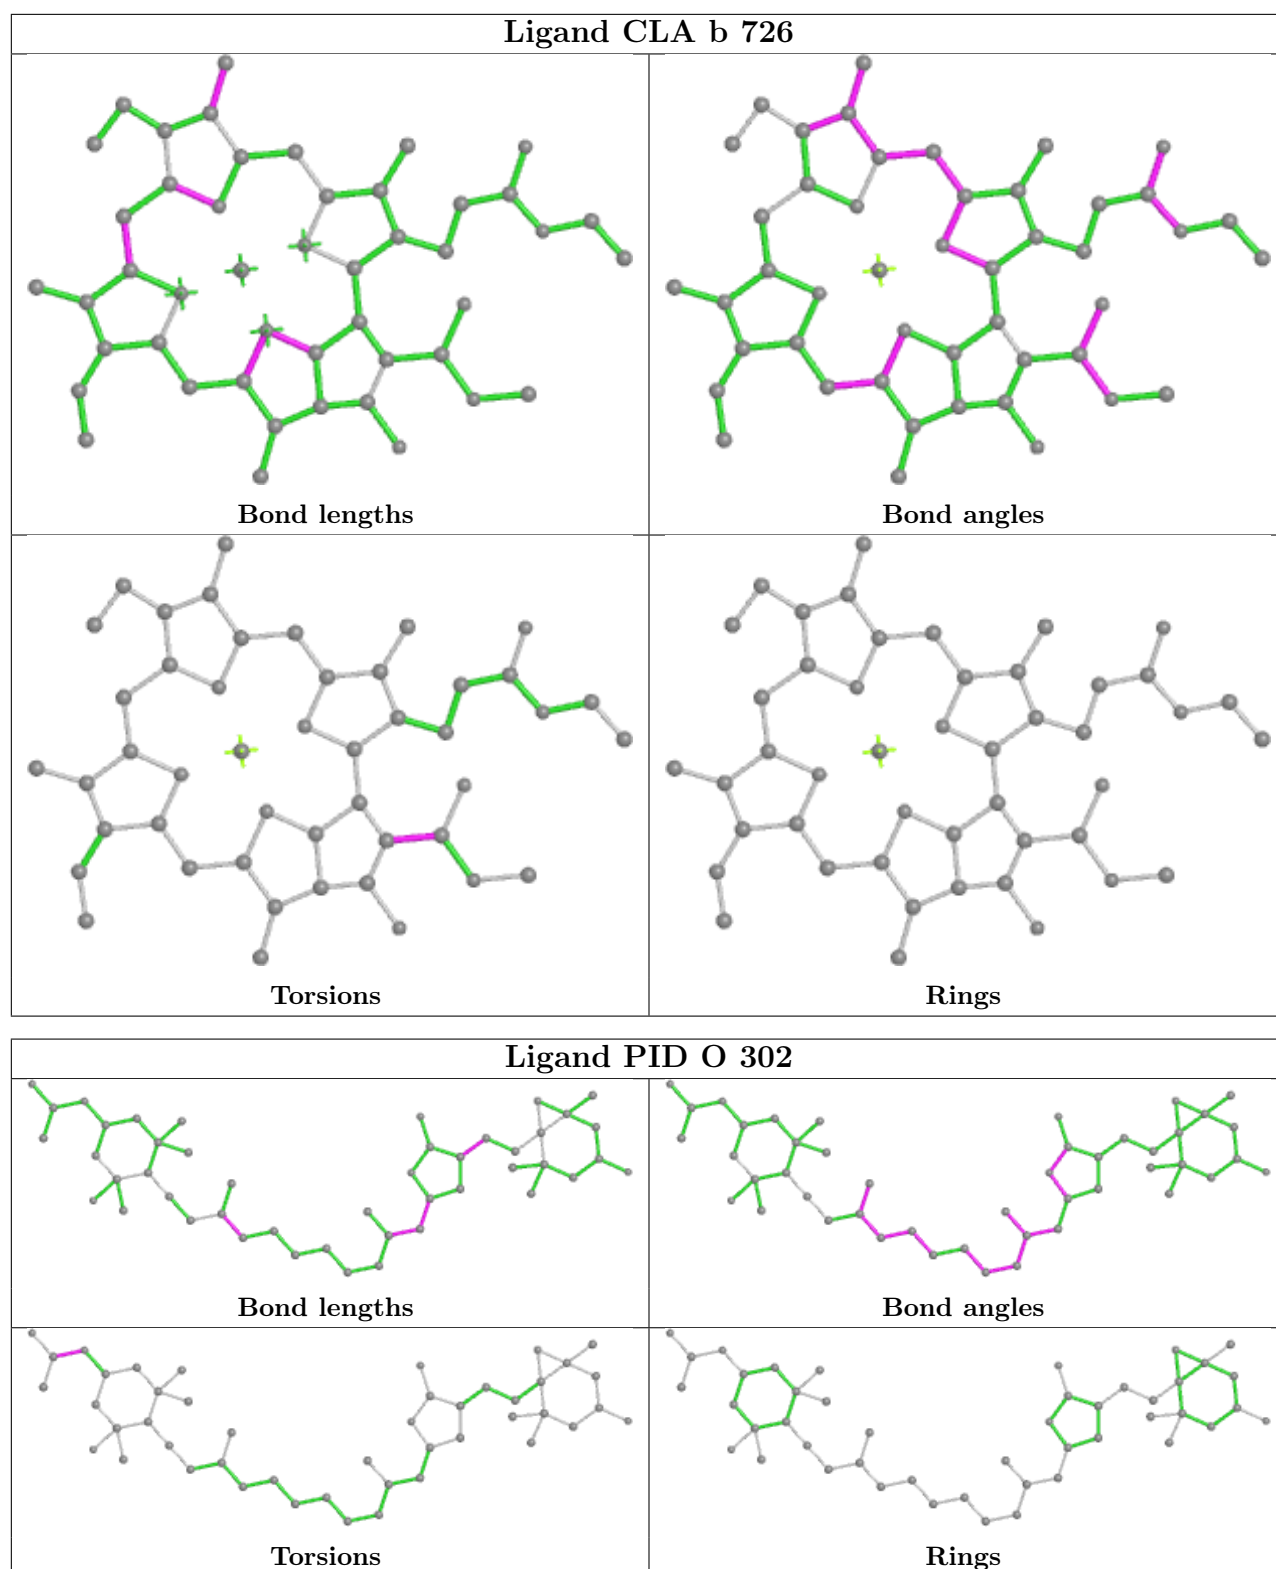 Ligand CLA b 726
Bond lengths
Bond angles
Torsions
Rings
Ligand PID O 302
Bond lengths
Bond angles
Torsions
Rings